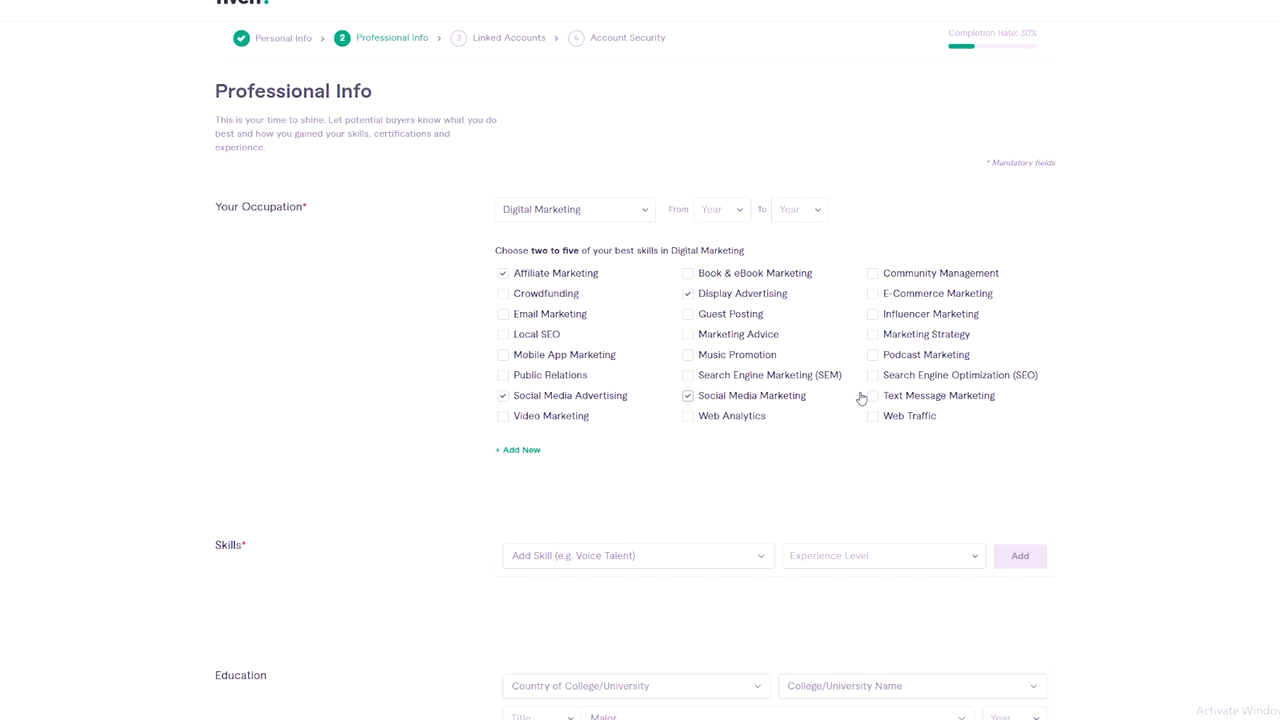 fiverr.
Personal Info > 2 Professional Info > 3 Linked Accounts > 4 Account Security
Completion Rate: 30%
Professional Info
This is your time to shine. Let potential buyers know what you do
best and how you gained your skills, certifications and
experience.
* Mandatory fields
Your Occupation* Digital Marketing From Year To Year
Choose two to five of your best skills in Digital Marketing
Affiliate Marketing Book & eBook Marketing Community Management
Crowdfunding Display Advertising E-Commerce Marketing
Email Marketing Guest Posting Influencer Marketing
Local SEO Marketing Advice Marketing Strategy
Mobile App Marketing Music Promotion Podcast Marketing
Public Relations Search Engine Marketing (SEM) Search Engine Optimization (SEO)
Social Media Advertising Social Media Marketing Text Message Marketing
Video Marketing Web Analytics Web Traffic
+ Add New
Skills* Add Skill (e.g. Voice Talent) Experience Level Add
Education Country of College/University College/University Name
Title Major Year
Activate Windo